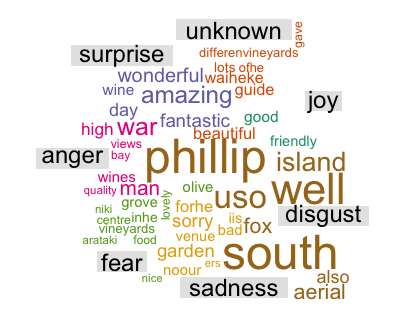 unknown
gave
surprise
differenvineyards
lots ofhe
wonderful
waiheke
wine
amazing
guide
joy
day
fantastic
good
high
war
beautiful
friendly
views
anger
bay
phillip
island
wines
man
olive
well
quality
lovely
uso
niki
grove
forhe
disgust
centre
inhe
sorry
iis
fox
vineyards
bad
arataki
food
venue
south
fear
garden
ers
noour
nice
also
sadness
aerial